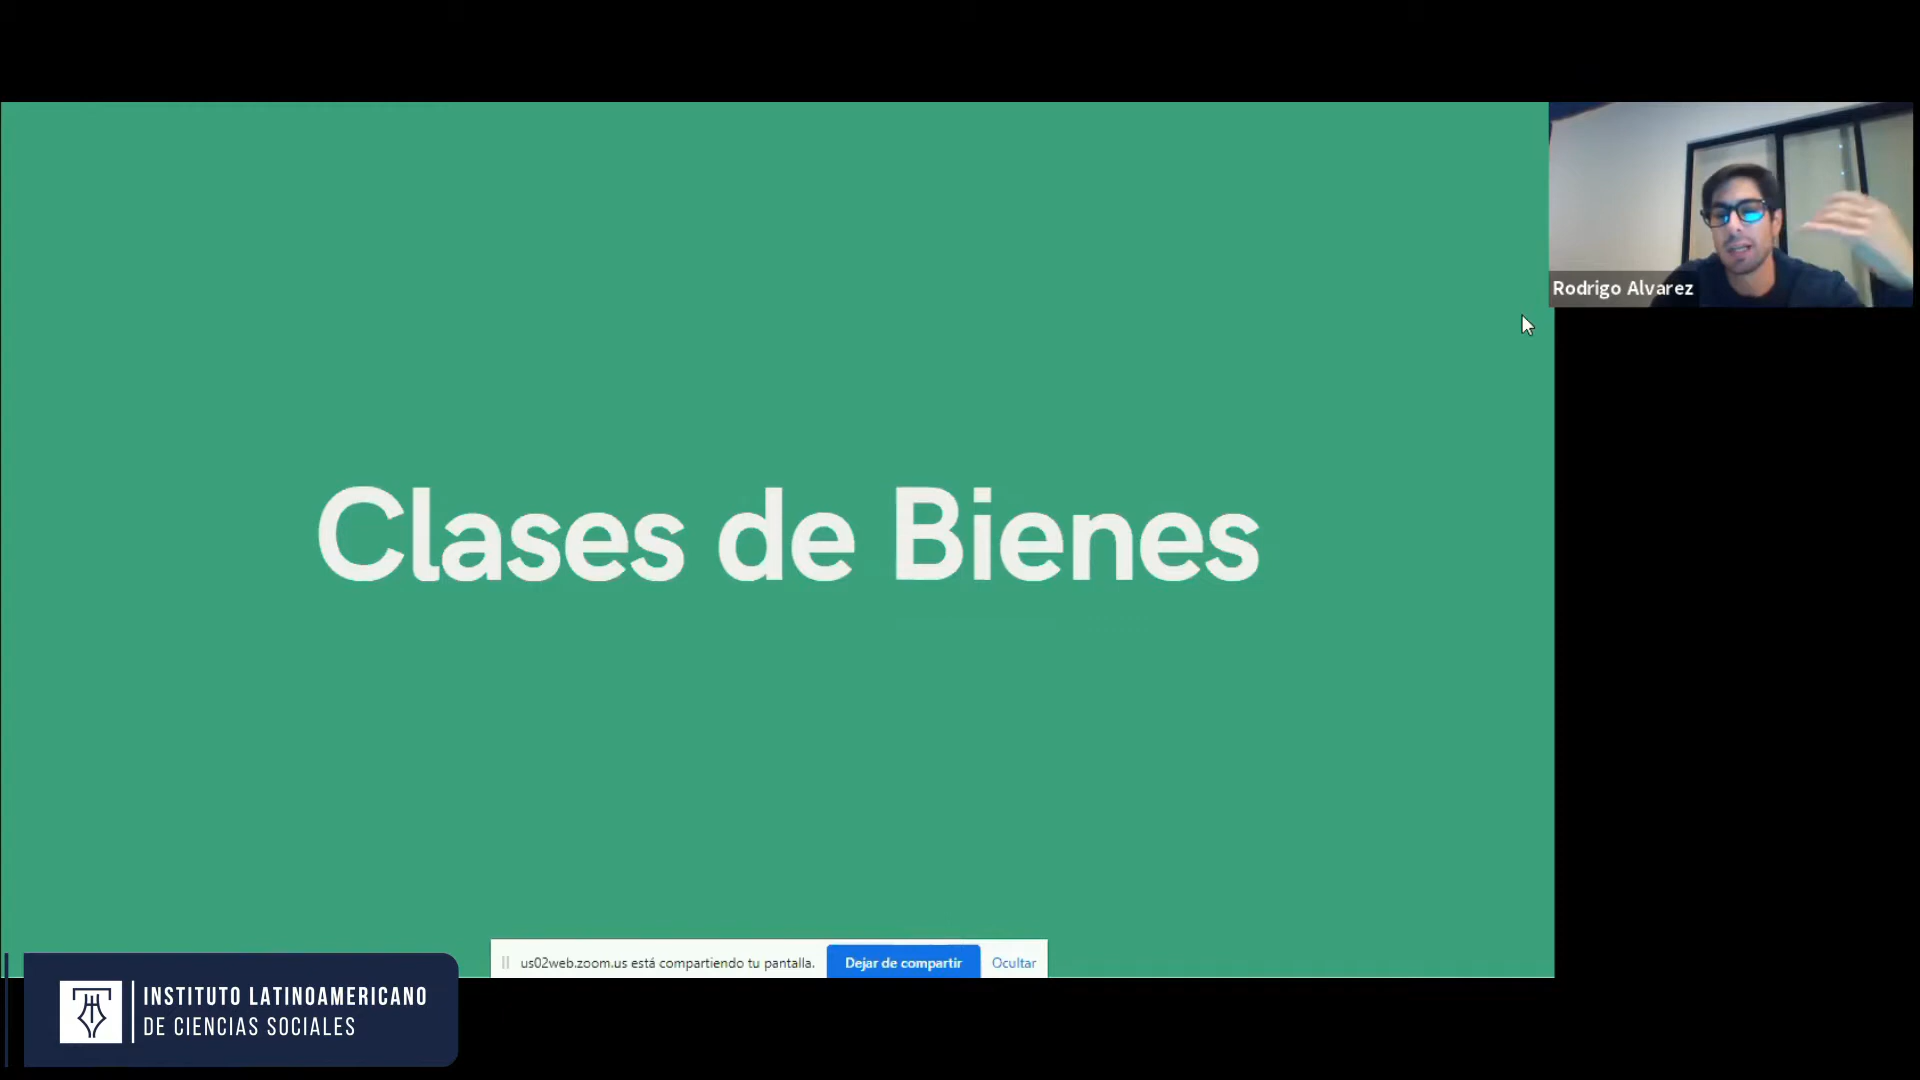 Rodrigo Alvarez
Clases de Bienes
us02web.zoom.us está compartiendo tu pantalla.
Dejar de compartir
Ocultar
INSTITUTO LATINOAMERICANO
DE CIENCIAS SOCIALES